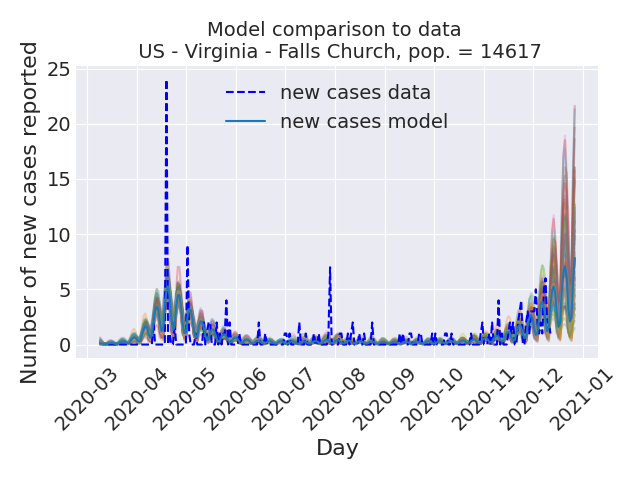 Model comparison to data
US - Virginia - Falls Church, pop. = 14617
Number of new cases reported
25
20
15
10
5
0
new cases data
new cases model
2020-03
2020-04
2020-05
2020-06
2020-07
2020-08
2020-09
2020-10
2020-11
2020-12
2021-01
Day